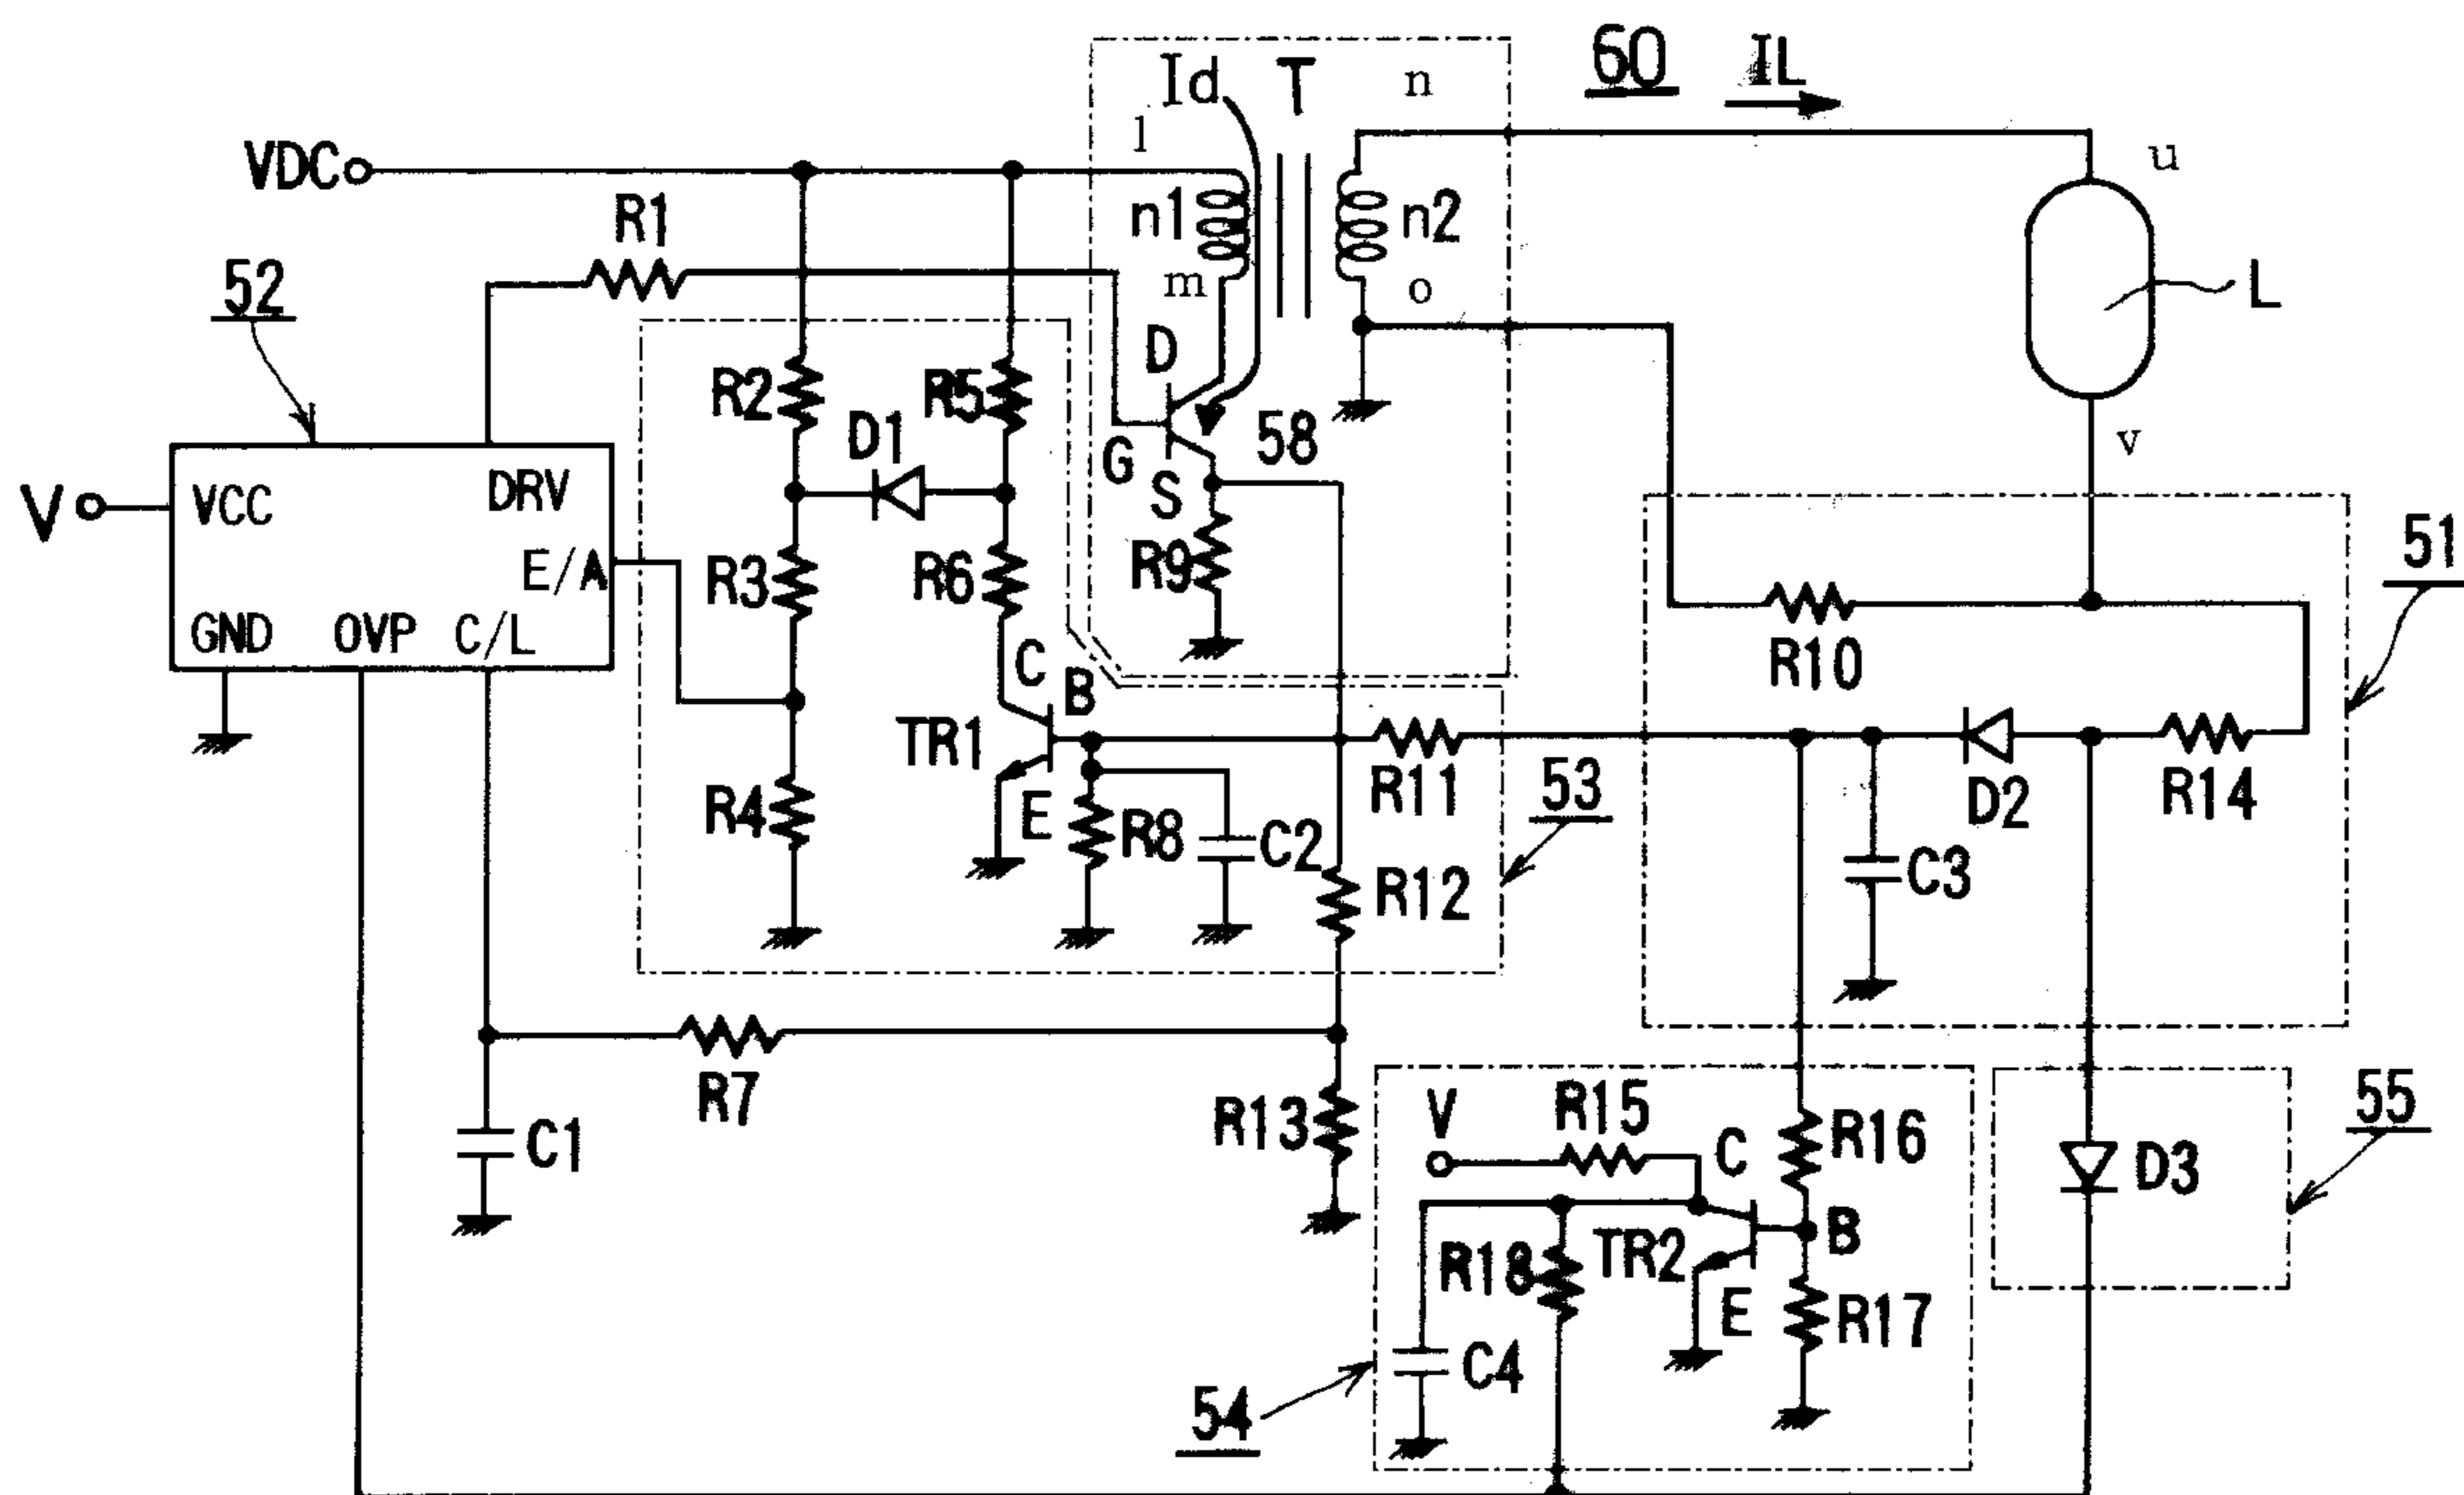 60
IL
Id
T
n
l
VDC
u
R1
n1
n2
m
o
52
L
D
R2
R5
D1
58
G
S
V
VCC
DRV
51
E/A
R3
R6
R9
GND
OVP
C/L
R10
C
B
TR1
R11
53
D2
R14
R4
E
R8
C2
C3
R12
R7
V
R15
55
R13
C
R16
C1
D3
B
R18
TR2
E
R17
C4
54
v